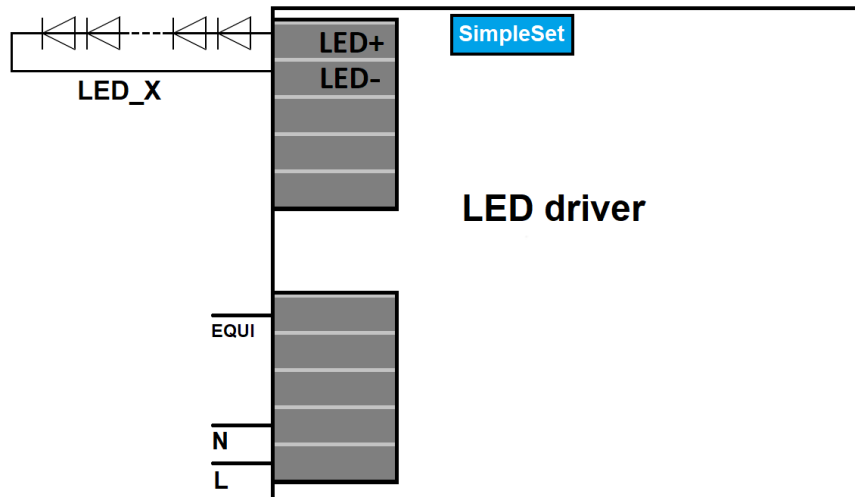 LED+
SimpleSet
LED-
LED_X
LED driver
EQUI
N
L